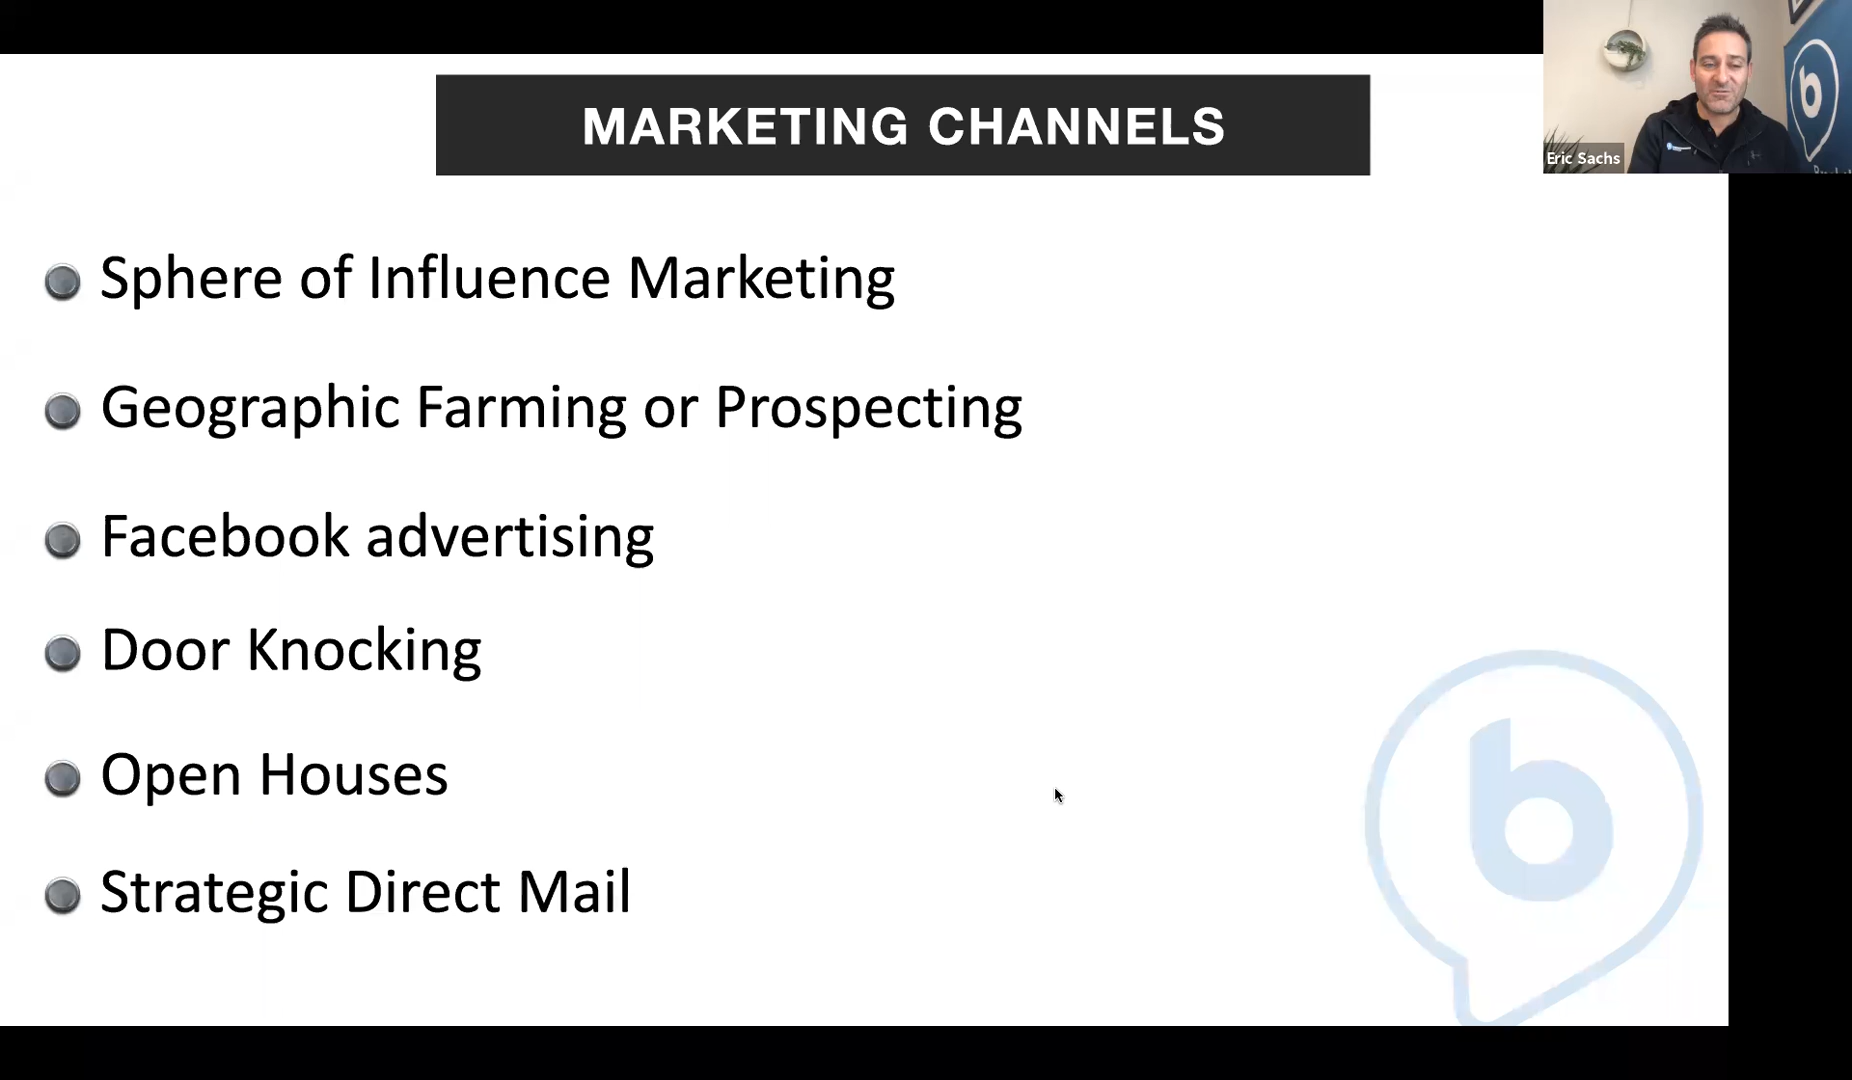 MARKETING CHANNELS
Eric Sachs
Sphere of Influence Marketing
Geographic Farming or Prospecting
Facebook advertising
Door Knocking
Open Houses
Strategic Direct Mail
b
b